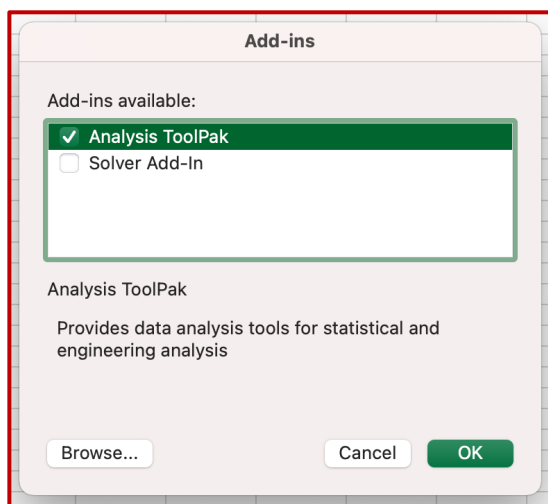 Add-ins
Add-ins available:
Analysis ToolPak
Solver Add-In
Analysis ToolPak
Provides data analysis tools for statistical and
engineering analysis
Browse...
Cancel
OK